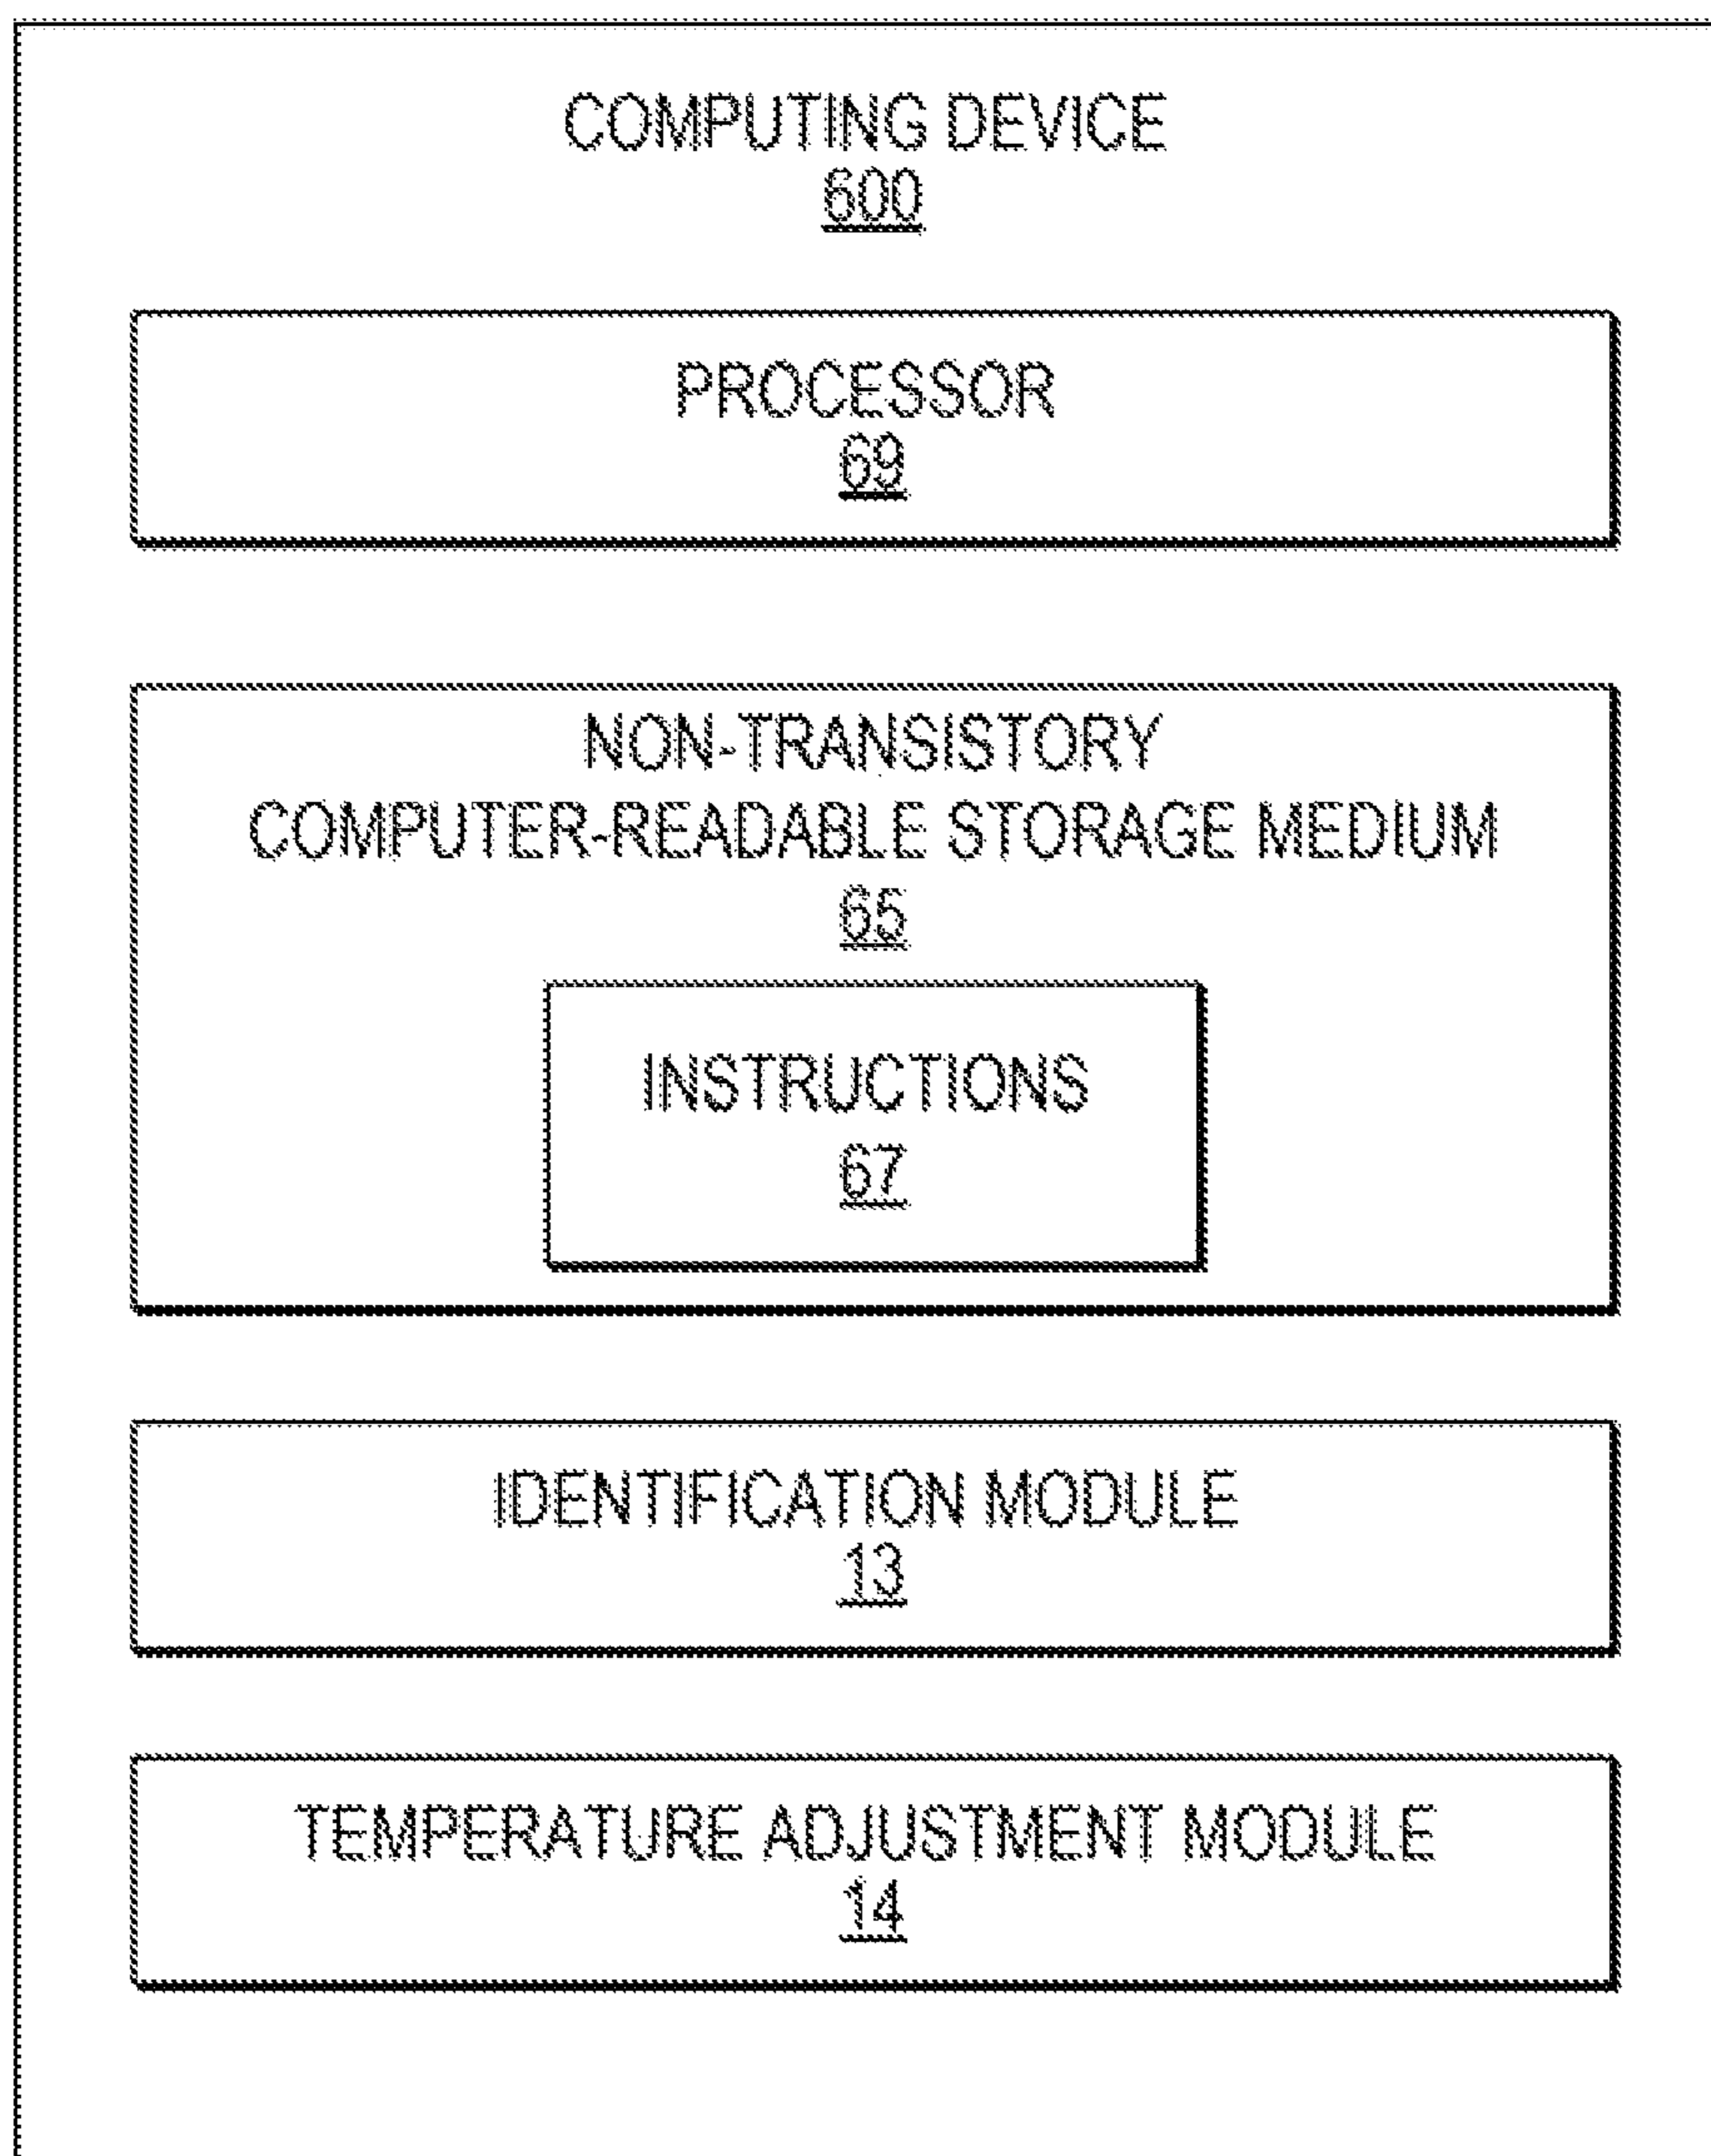 COMPUTING DEVICE
600
PROCESSOR
69
NON-TRANSISTORY
COMPUTER-READABLE STORAGE MEDIUM
65
INSTRUCTIONS
67
IDENTIFICATION MODULE
13
TEMPERATURE ADJUSTMENT MODULE
14